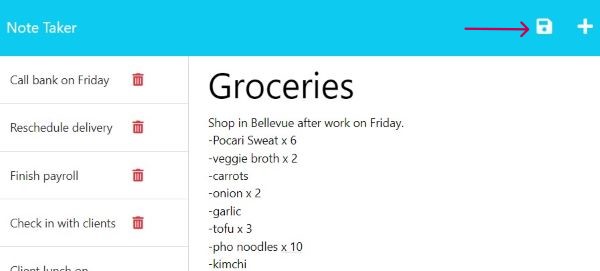 Note Taker
Call bank on Friday
Reschedule delivery
Finish payroll
Check in with clients
Client lunch on
Groceries
Shop in Bellevue after work on Friday.
-Pocari Sweat x 6
-veggie broth x 2
-carrots
-onion x 2
-garlic
-tofu x 3
-pho noodles x 10
-kimchi